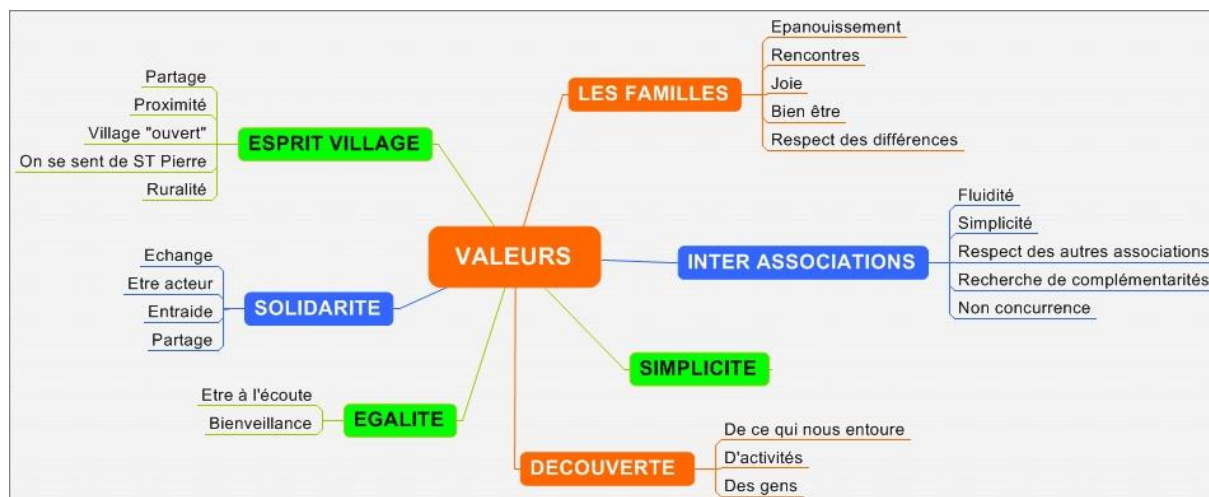 VALEURS
LES FAMILLES
Epanouissement
Rencontres
Joie
Bien être
Respect des différences
INTER ASSOCIATIONS
Fluidité
Simplicité
Respect des autres associations
Recherche de complémentarités
Non concurrence
SIMPLICITE
DECOUVERTE
De ce qui nous entoure
D'activités
Des gens
EGALITE
Etre à l'écoute
Bienveillance
SOLIDARITE
Echange
Etre acteur
Entraide
Partage
ESPRIT VILLAGE
Partage
Proximité
Village "ouvert"
On se sent de ST Pierre
Ruralité